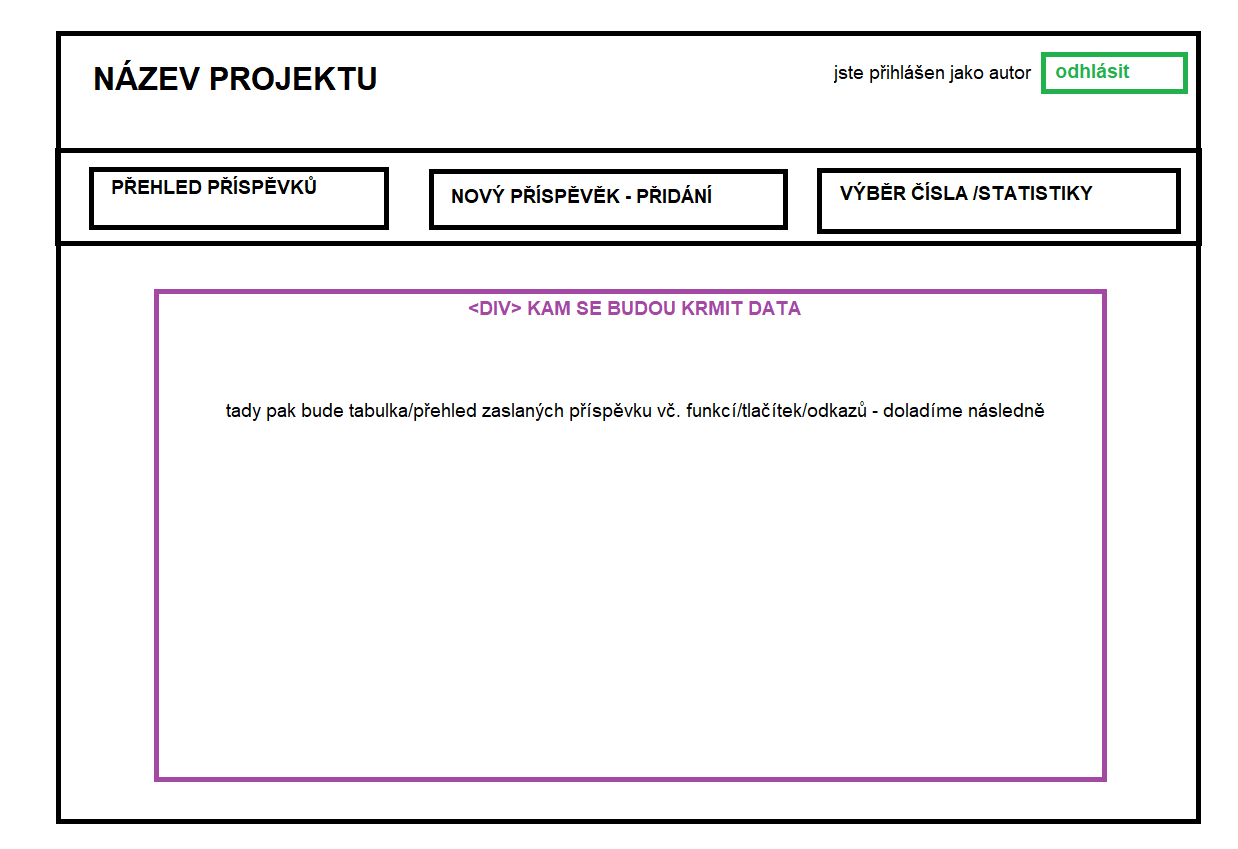 NÁZEV PROJEKTU
jste přihlášen jako autor
odhlásit
PŘEHLED PŘÍSPĚVKŮ
NOVÝ PŘÍSPĚVĚK - PŘIDÁNÍ
VÝBĚR ČÍSLA /STATISTIKY
<DIV> KAM SE BUDOU KRMIT DATA
tady pak bude tabulka/přehled zaslaných příspěvku vč. funkcí/tlačítek/odkazů - doladíme následně